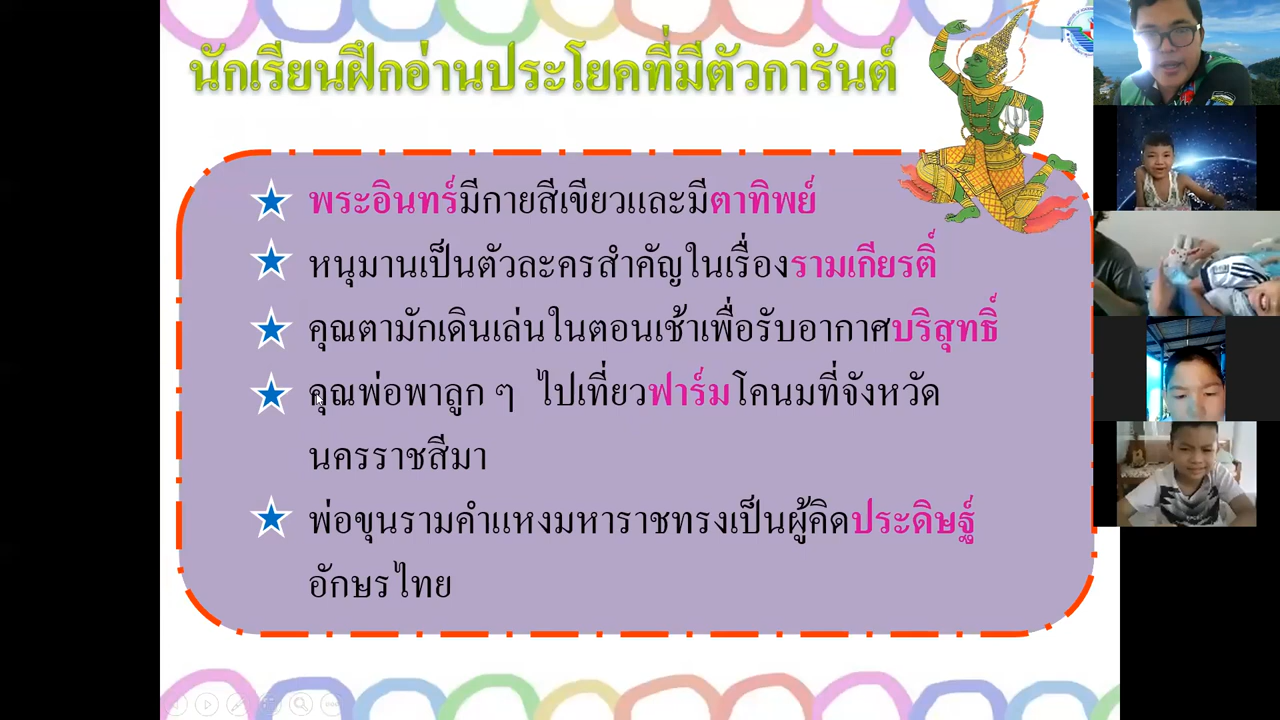 นักเรียนฝึกอ่านประโยคที่มีตัวการันต์
พระอินทร์มีกายสีเขียวและมีตาทิพย์
หนุมานเป็นตัวละครสำคัญในเรื่องรามเกียรติ์
คุณตามักเดินเล่นในตอนเช้าเพื่อรับอากาศบริสุทธิ์
คุณพ่อพาลูก ๆ ไปเที่ยวฟาร์มโคนมที่จังหวัด
นครราชสีมา
พ่อขุนรามคำแหงมหาราชทรงเป็นผู้คิดประดิษฐ์
อักษรไทย